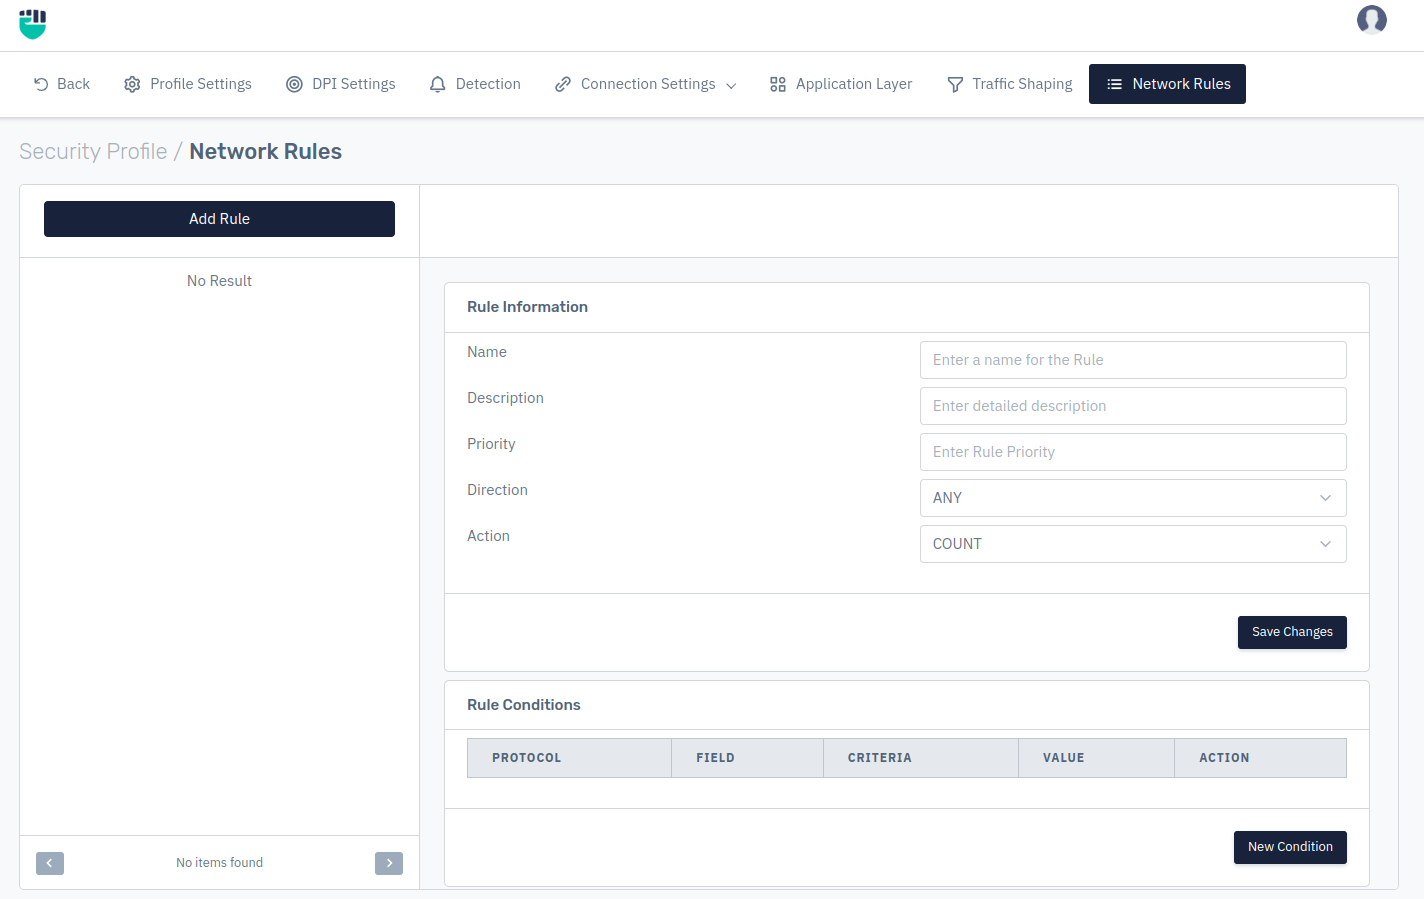 Back Profile Settings DPI Settings Detection Connection Settings Application Layer Traffic Shaping Network Rules
Security Profile / Network Rules
Add Rule
No Result
No items found
Rule Information
Name Enter a name for the Rule
Description Enter detailed description
Priority Enter Rule Priority
Direction ANY
Action COUNT
Save Changes
Rule Conditions
PROTOCOL FIELD CRITERIA VALUE ACTION
New Condition